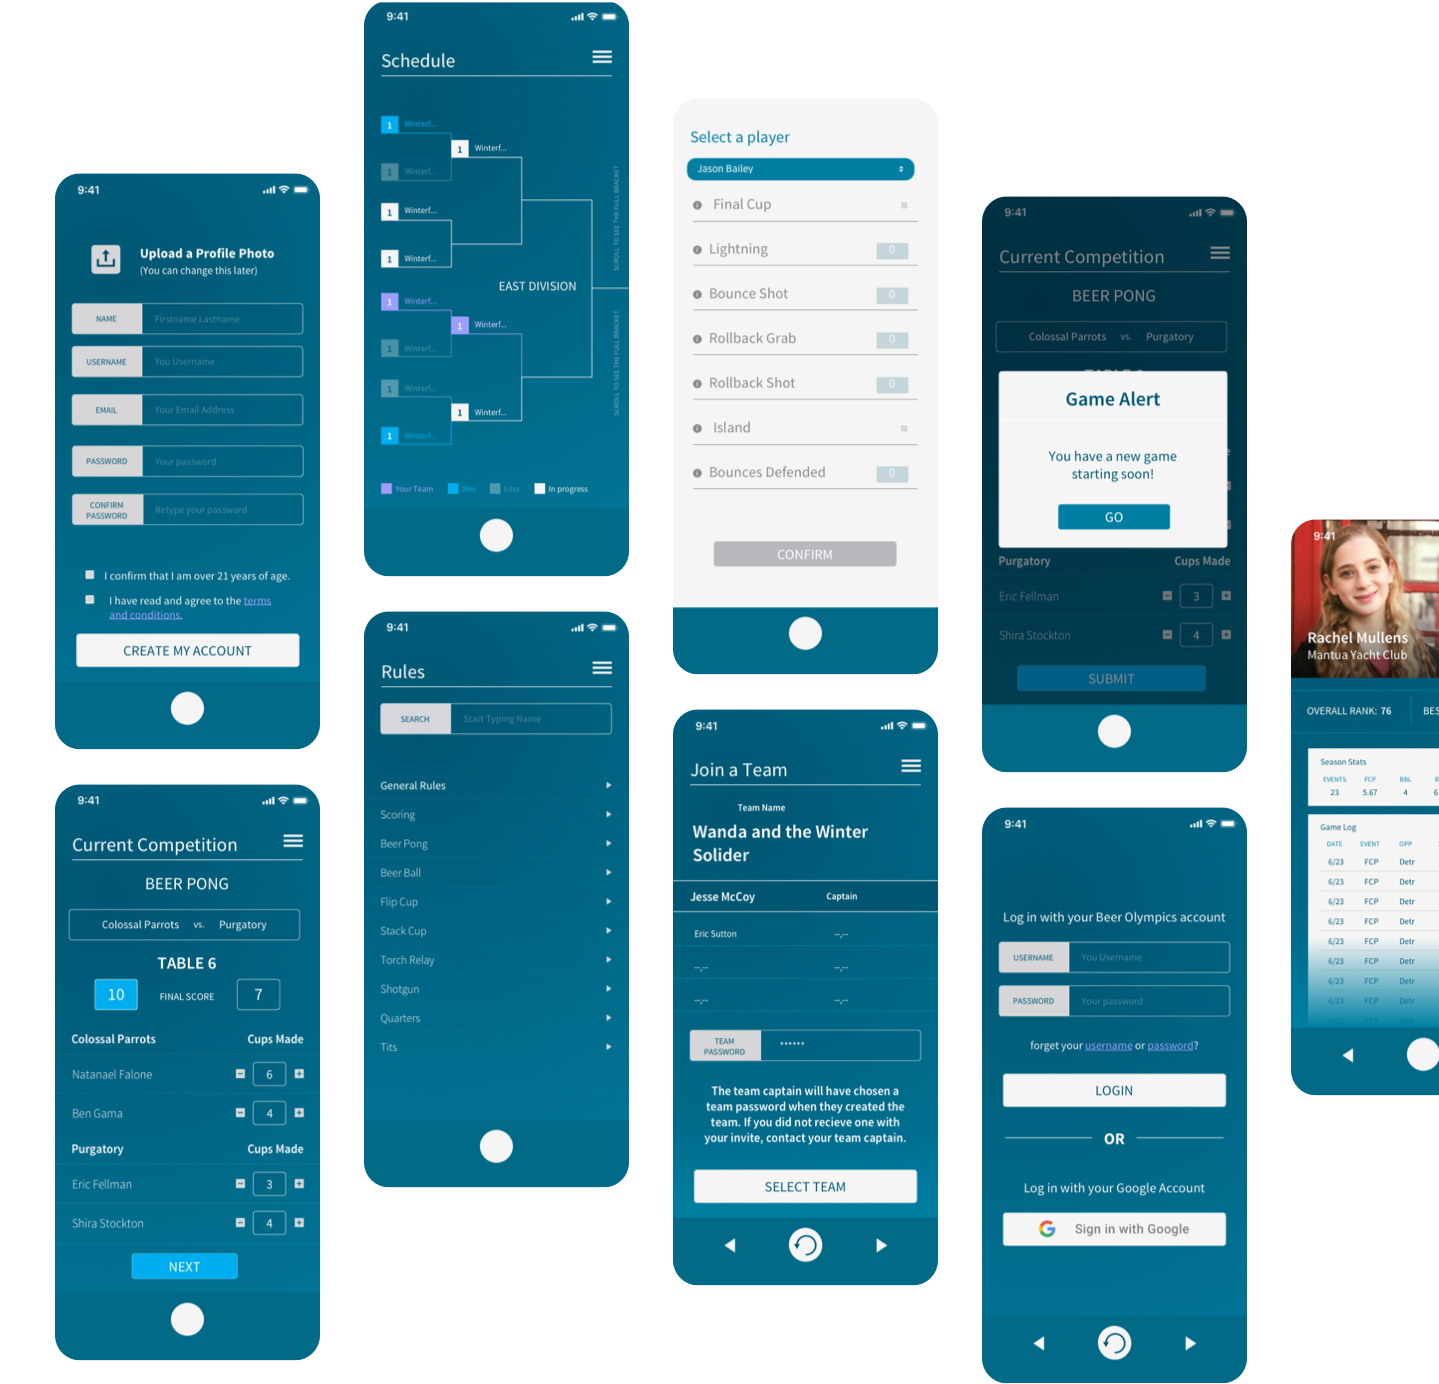 9:41
Upload a Profile Photo
(You can change this later)
NAME
Firstname Lastname
USERNAME
You Username
EMAIL
Your Email Address
PASSWORD
Your password
CONFIRM
PASSWORD
Retype your password
I confirm that I am over 21 years of age.
I have read and agree to the terms
and conditions.
CREATE MY ACCOUNT
9:41
Current Competition
BEER PONG
Colossal Parrots vs. Purgatory
TABLE 6
10 FINAL SCORE 7
Colossal Parrots Cups Made
Natanael Falone 6
Ben Gama 4
Purgatory Cups Made
Eric Fellman 3
Shira Stockton 4
NEXT
9:41
Schedule
1 Winterf...
1 Winterf...
1 Winterf...
1 Winterf...
1 Winterf...
EAST DIVISION
1 Winterf...
1 Winterf...
1 Winterf...
1 Winterf...
1 Winterf...
1 Winterf...
SCROLL TO SEE THE FULL BRACKET
SCROLL TO SEE THE FULL BRACKET
Your Team Win Loss In progress
9:41
Rules
SEARCH
Start Typing Name
General Rules
Scoring
Beer Pong
Beer Ball
Flip Cup
Stack Cup
Torch Relay
Shotgun
Quarters
Tits
Select a player
Jason Bailey
Final Cup
Lightning 0
Bounce Shot 0
Rollback Grab 0
Rollback Shot 0
Island
Bounces Defended 0
CONFIRM
9:41
Join a Team
Team Name
Wanda and the Winter
Solider
Jesse McCoy Captain
Eric Sutton --,--
--,-- --,--
--,-- --,--
TEAM
PASSWORD
******
The team captain will have chosen a
team password when they created the
team. If you did not recieve one with
your invite, contact your team captain.
SELECT TEAM
9:41
Current Competition
BEER PONG
Colossal Parrots vs. Purgatory
Game Alert
You have a new game
starting soon!
GO
Purgatory Cups Made
Eric Fellman 3
Shira Stockton 4
SUBMIT
9:41
Log in with your Beer Olympics account
USERNAME
You Username
PASSWORD
Your password
forget your username or password?
LOGIN
OR
Log in with your Google Account
Sign in with Google
9:41
Rachel Mullens
Mantua Yacht Club
OVERALL RANK: 76 BES
Season Stats
EVENTS FCP BBL
23 5.67 4
Game Log
DATE EVENT OPP
6/23 FCP Detr
6/23 FCP Detr
6/23 FCP Detr
6/23 FCP Detr
6/23 FCP Detr
6/23 FCP Detr
6/23 FCP Detr
6/23 FCP Detr